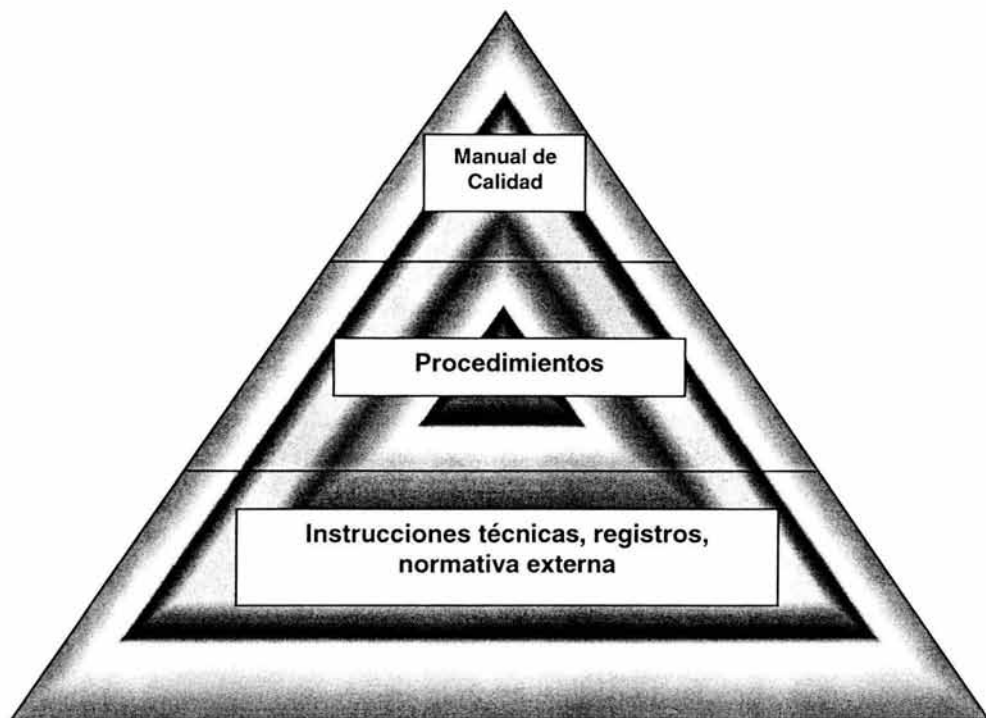 Manual de
Calidad
Procedimientos
Instrucciones técnicas, registros,
normativa externa